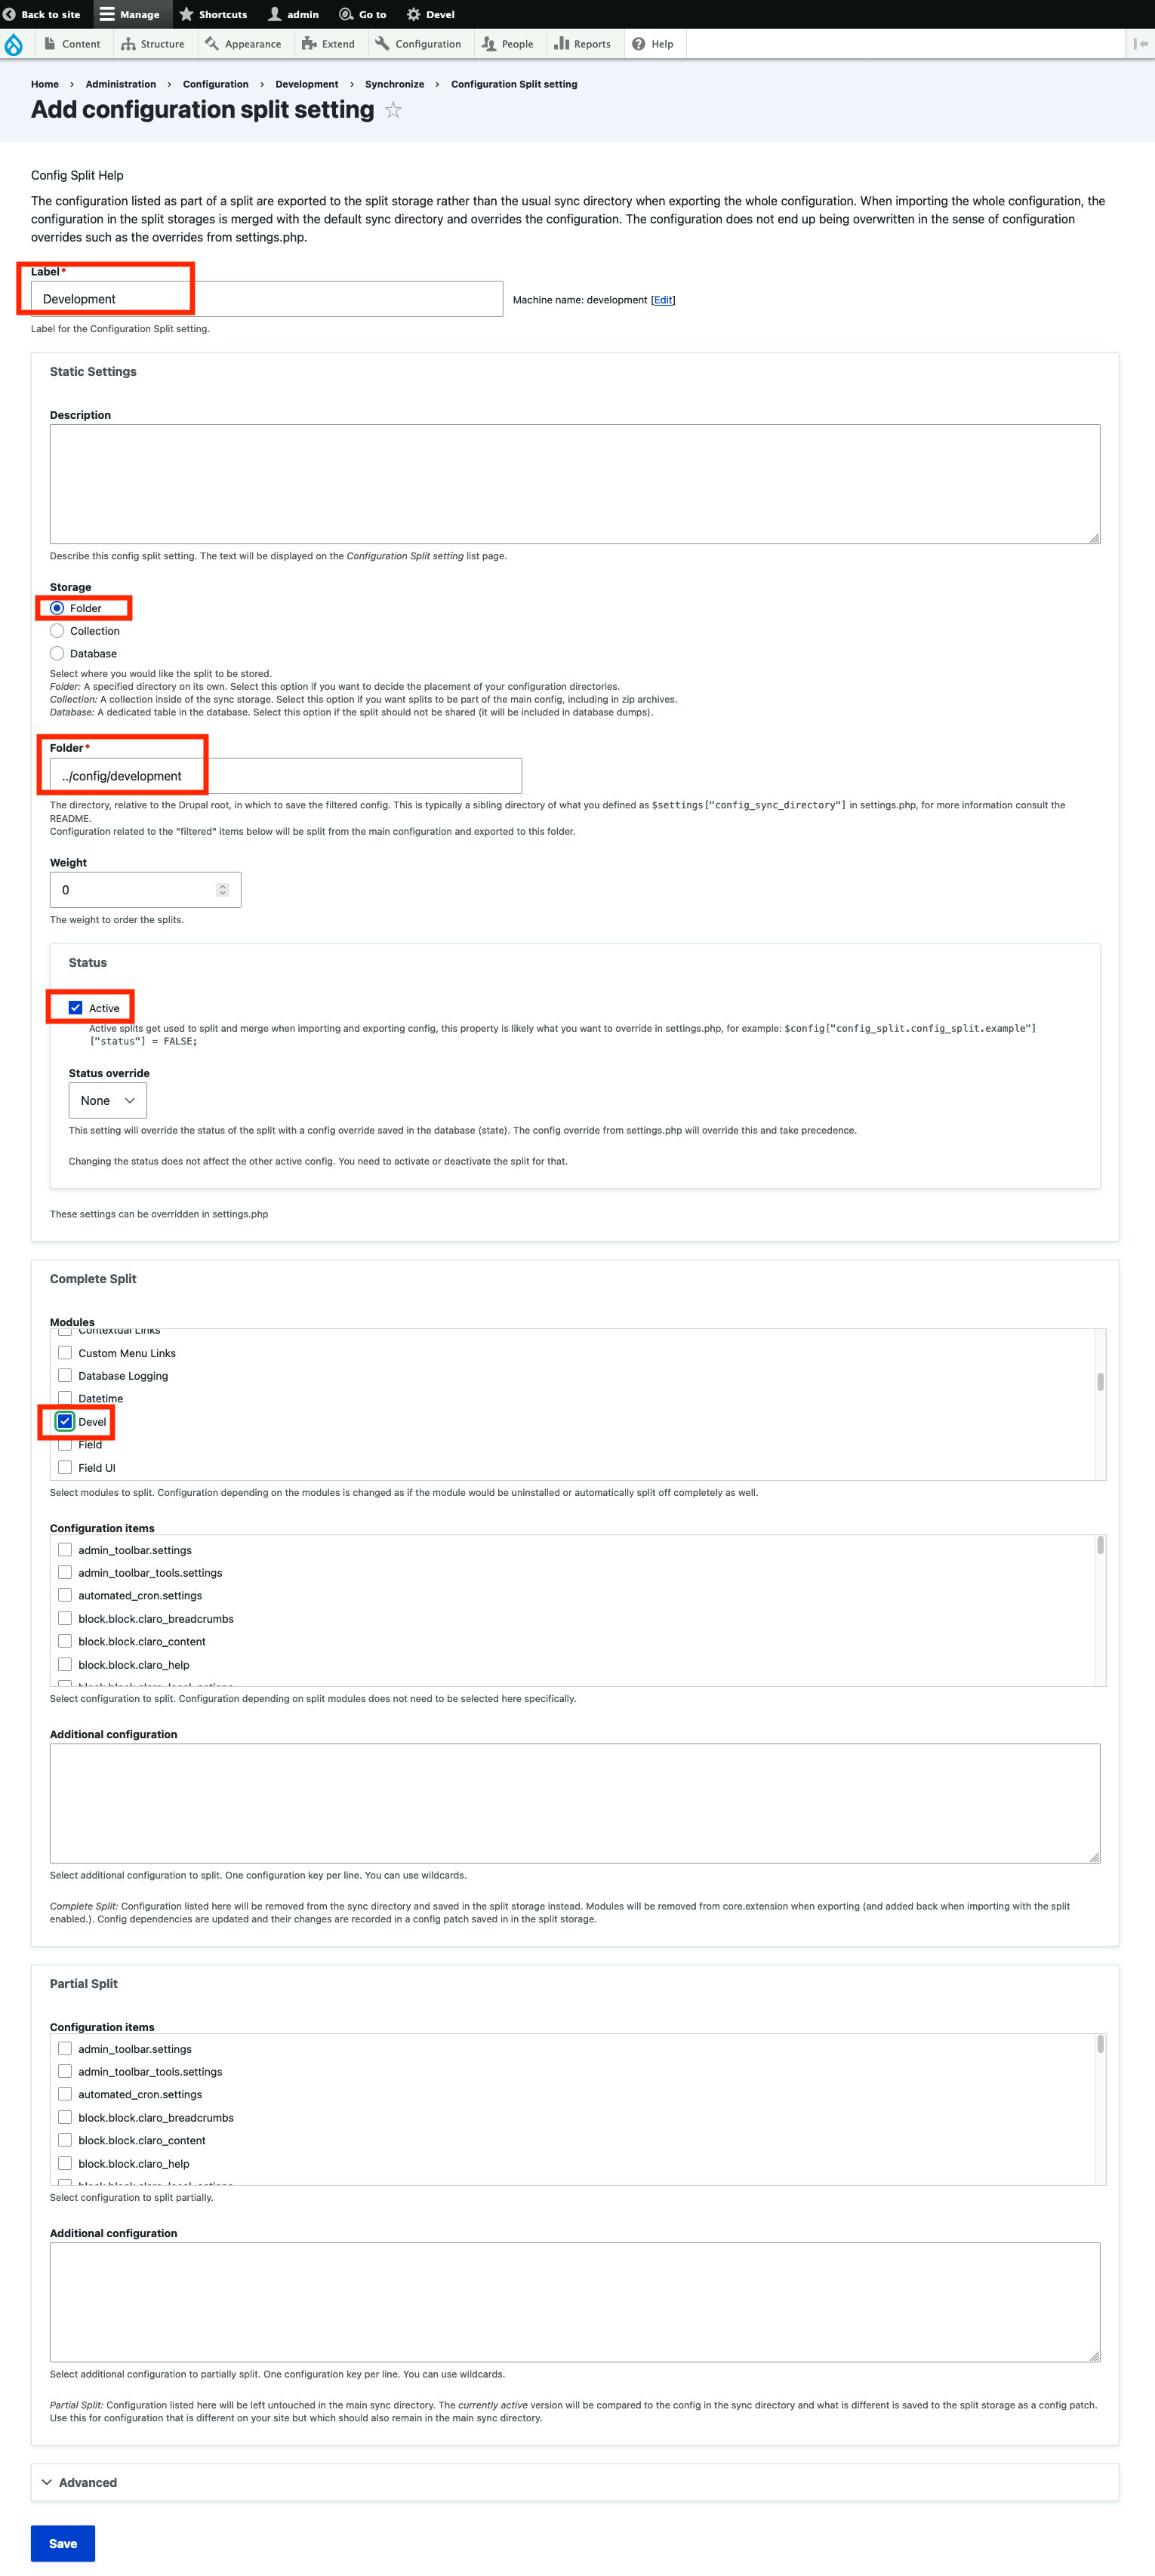 Back to site Manage Shortcuts admin Go to Devel
Content Structure Appearance Extend Configuration People Reports Help
Home › Administration › Configuration › Development › Synchronize › Configuration Split setting
Add configuration split setting
Config Split Help
The configuration listed as part of a split are exported to the split storage rather than the usual sync directory when exporting the whole configuration. When importing the whole configuration, the
configuration in the split storages is merged with the default sync directory and overrides the configuration. The configuration does not end up being overwritten in the sense of configuration
overrides such as the overrides from settings.php.
Label*
Development
Machine name: development [Edit]
Label for the Configuration Split setting.
Static Settings
Description
Describe this config split setting. The text will be displayed on the Configuration Split setting list page.
Storage
Folder
Collection
Database
Select where you would like the split to be stored.
Folder: A specified directory on its own. Select this option if you want to decide the placement of your configuration directories.
Collection: A collection inside of the sync storage. Select this option if you want splits to be part of the main config, including in zip archives.
Database: A dedicated table in the database. Select this option if the split should not be shared (it will be included in database dumps).
Folder*
../config/development
The directory, relative to the Drupal root, in which to save the filtered config. This is typically a sibling directory of what you defined as $settings["config_sync_directory"] in settings.php, for more information consult the
README.
Configuration related to the "filtered" items below will be split from the main configuration and exported to this folder.
Weight
0
The weight to order the splits.
Status
Active
Active splits get used to split and merge when importing and exporting config, this property is likely what you want to override in settings.php, for example: $config["config_split.config_split.example"]
["status"] = FALSE;
Status override
None
This setting will override the status of the split with a config override saved in the database (state). The config override from settings.php will override this and take precedence.
Changing the status does not affect the other active config. You need to activate or deactivate the split for that.
These settings can be overridden in settings.php
Complete Split
Modules
Contextual Links
Custom Menu Links
Database Logging
Datetime
Devel
Field
Field UI
Select modules to split. Configuration depending on the modules is changed as if the module would be uninstalled or automatically split off completely as well.
Configuration items
admin_toolbar.settings
admin_toolbar_tools.settings
automated_cron.settings
block.block.claro_breadcrumbs
block.block.claro_content
block.block.claro_help
Select configuration to split. Configuration depending on split modules does not need to be selected here specifically.
Additional configuration
Select additional configuration to split. One configuration key per line. You can use wildcards.
Complete Split: Configuration listed here will be removed from the sync directory and saved in the split storage instead. Modules will be removed from core.extension when exporting (and added back when importing with the split
enabled.). Config dependencies are updated and their changes are recorded in a config patch saved in in the split storage.
Partial Split
Configuration items
admin_toolbar.settings
admin_toolbar_tools.settings
automated_cron.settings
block.block.claro_breadcrumbs
block.block.claro_content
block.block.claro_help
Select configuration to split partially.
Additional configuration
Select additional configuration to partially split. One configuration key per line. You can use wildcards.
Partial Split: Configuration listed here will be left untouched in the main sync directory. The currently active version will be compared to the config in the sync directory and what is different is saved to the split storage as a config patch.
Use this for configuration that is different on your site but which should also remain in the main sync directory.
Advanced
Save